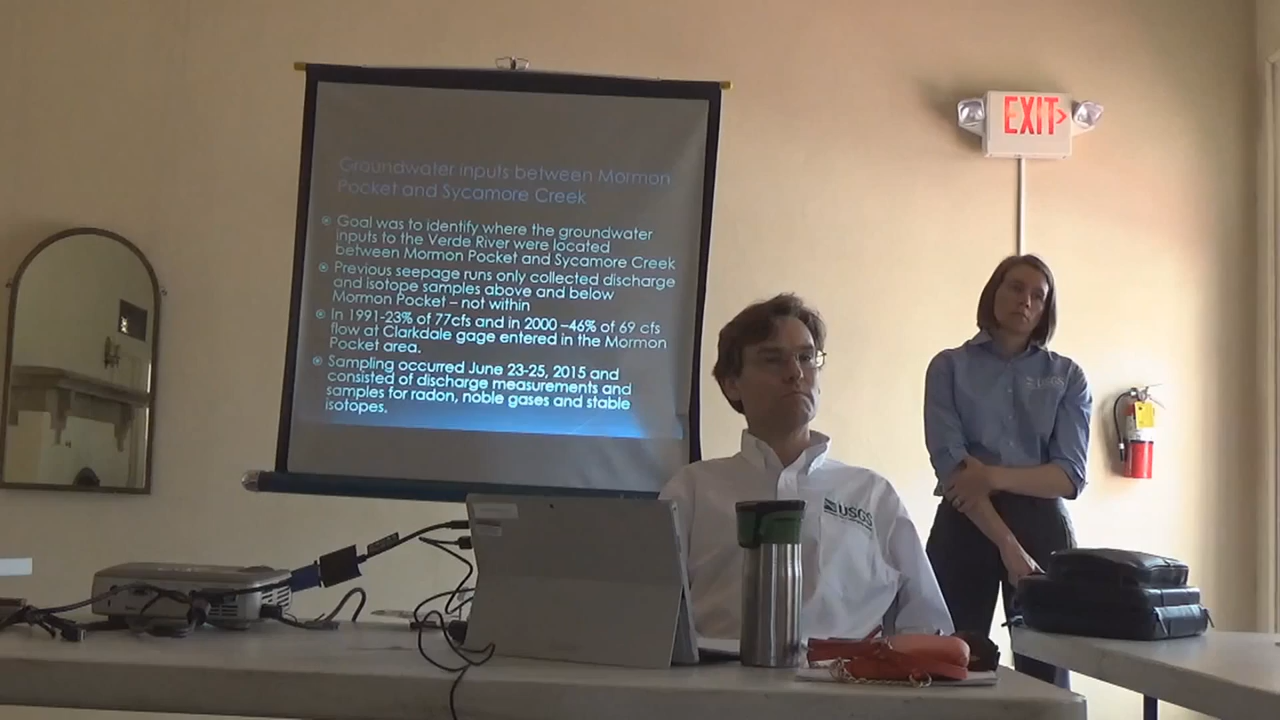 Groundwater inputs between Mormon
Pocket and Sycamore Creek
Goal was to identify where the groundwater
inputs to the Verde River were located
between Mormon Pocket and Sycamore Creek
Previous seepage runs only collected discharge
and isotope samples above and below
Mormon Pocket – not within
In 1991-23% of 77cfs and in 2000 –46% of 69 cfs
flow at Clarkdale gage entered in the Mormon
Pocket area.
Sampling occurred June 23-25, 2015 and
consisted of discharge measurements and
samples for radon, noble gases and stable
isotopes.
EXIT
USGS
USGS